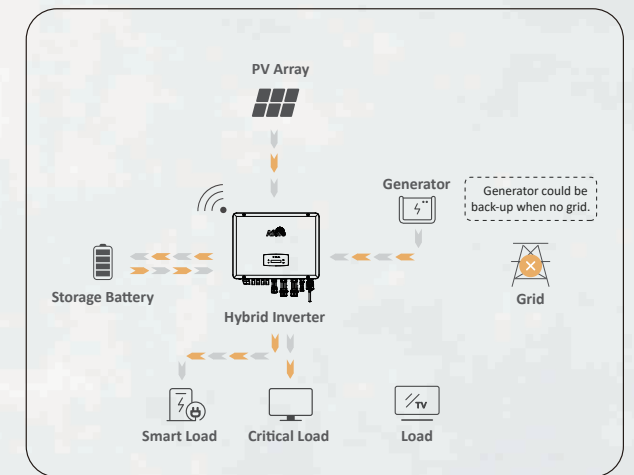 PV Array
Generator
Generator could be
back-up when no grid.
Storage Battery
Hybrid Inverter
Grid
TV
Smart Load
Critical Load
Load